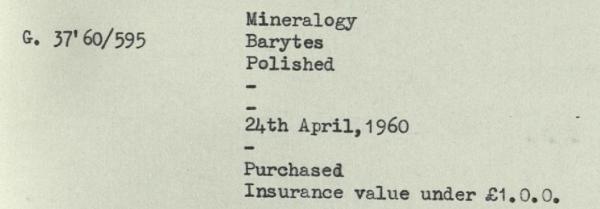 Mineralogy
G. 37'60/595
Barytes
Polished
-
-
24th April,1960
-
Purchased
Insurance value under £1.0.0.